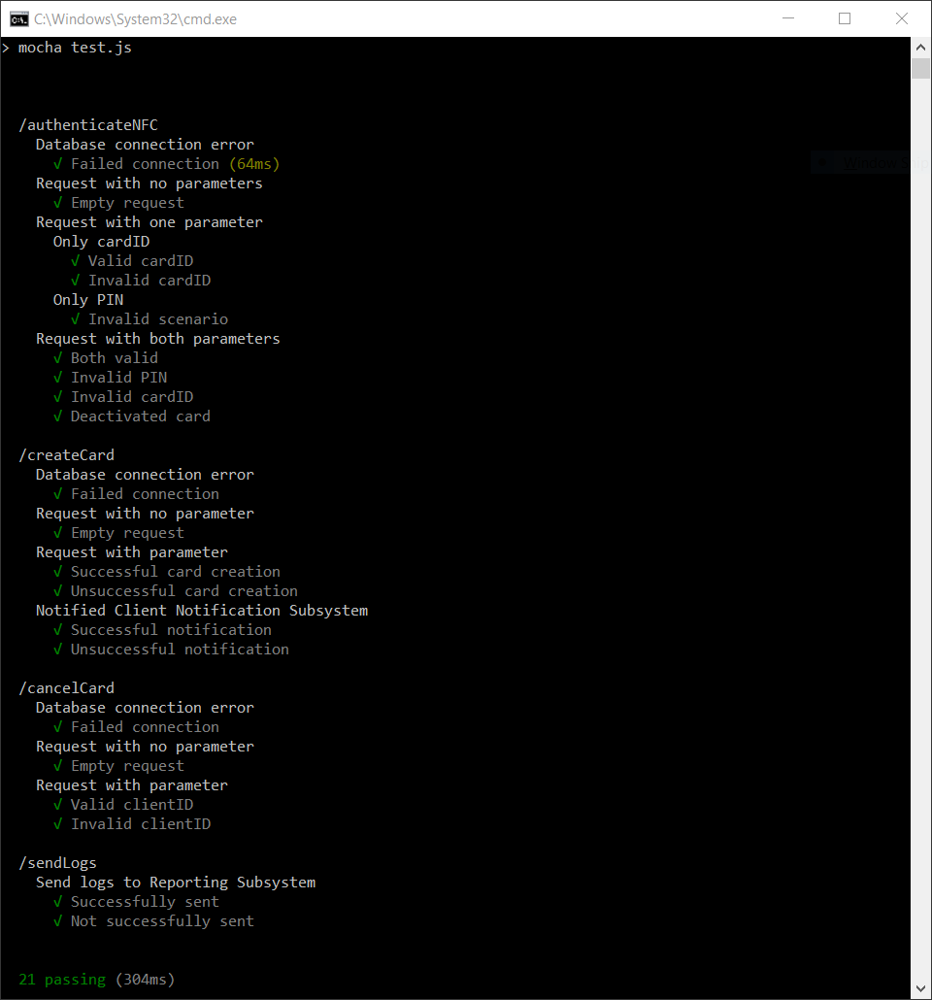 C:\Windows\System32\cmd.exe
> mocha test.js
/authenticateNFC
Database connection error
√ Failed connection (64ms)
Request with no parameters
√ Empty request
Request with one parameter
Only cardID
√ Valid cardID
√ Invalid cardID
Only PIN
√ Invalid scenario
Request with both parameters
√ Both valid
√ Invalid PIN
√ Invalid cardID
√ Deactivated card
/createCard
Database connection error
√ Failed connection
Request with no parameter
√ Empty request
Request with parameter
√ Successful card creation
√ Unsuccessful card creation
Notified Client Notification Subsystem
√ Successful notification
√ Unsuccessful notification
/cancelCard
Database connection error
√ Failed connection
Request with no parameter
√ Empty request
Request with parameter
√ Valid clientID
√ Invalid clientID
/sendLogs
Send logs to Reporting Subsystem
√ Successfully sent
√ Not successfully sent
21 passing (304ms)